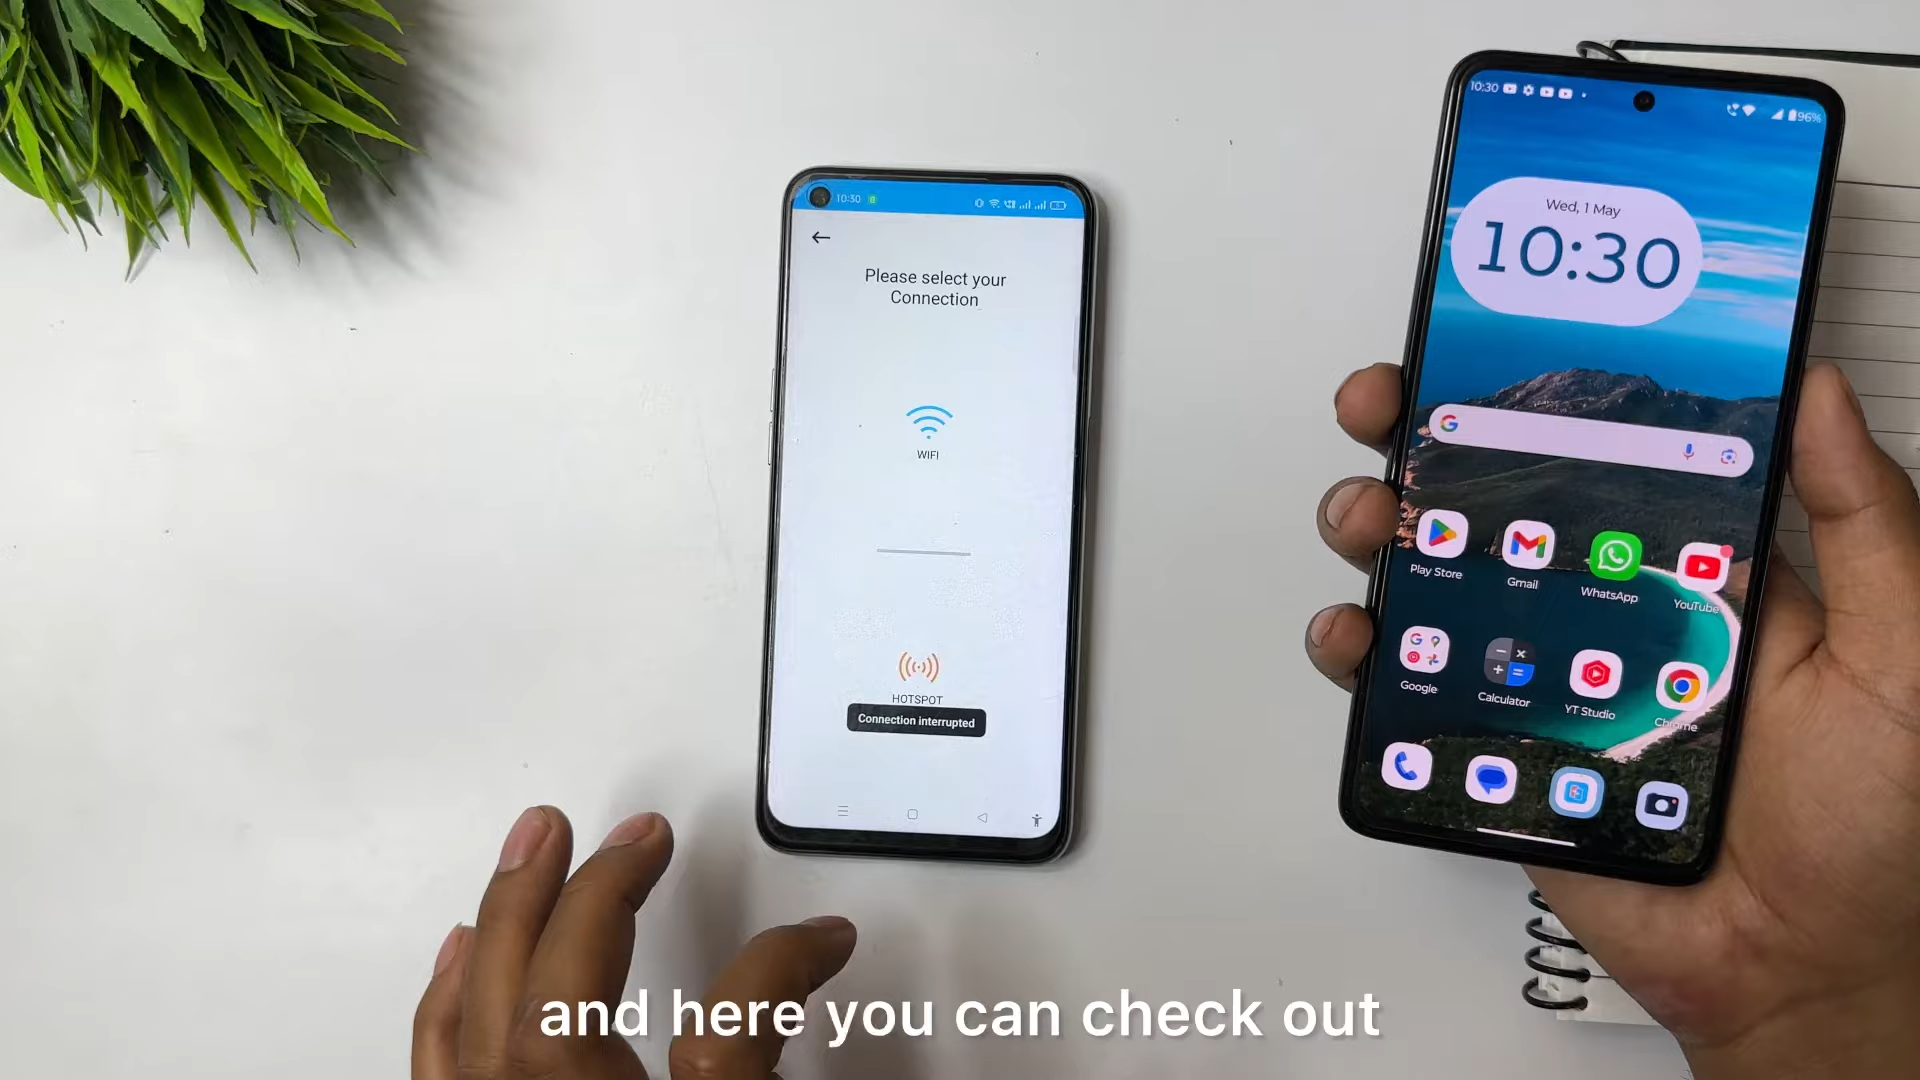 10:30
Please select your
Connection
WIFI
HOTSPOT
Connection interrupted
10:30
96%
Wed, 1 May
10:30
Play Store
Gmail
WhatsApp
YouTube
Google
Calculator
YT Studio
Chrome
and here you can check out